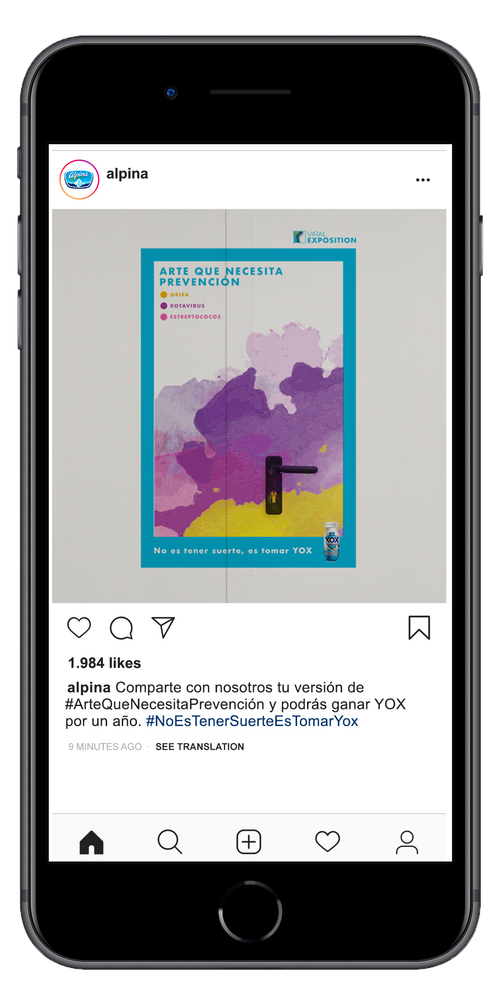 alpina
alpina
VIRAL
EXPOSITION
ARTE QUE NECESITA
PREVENCIÓN
GRIPA
ROTAVIRUS
ESTREPTOCOCOS
No es tener suerte, es tomar YOX
YOX
1.984 likes
alpina Comparte con nosotros tu versión de
#ArteQueNecesitaPrevención y podrás ganar YOX
por un año. #NoEsTenerSuerteEsTomarYox
9 MINUTES AGO · SEE TRANSLATION